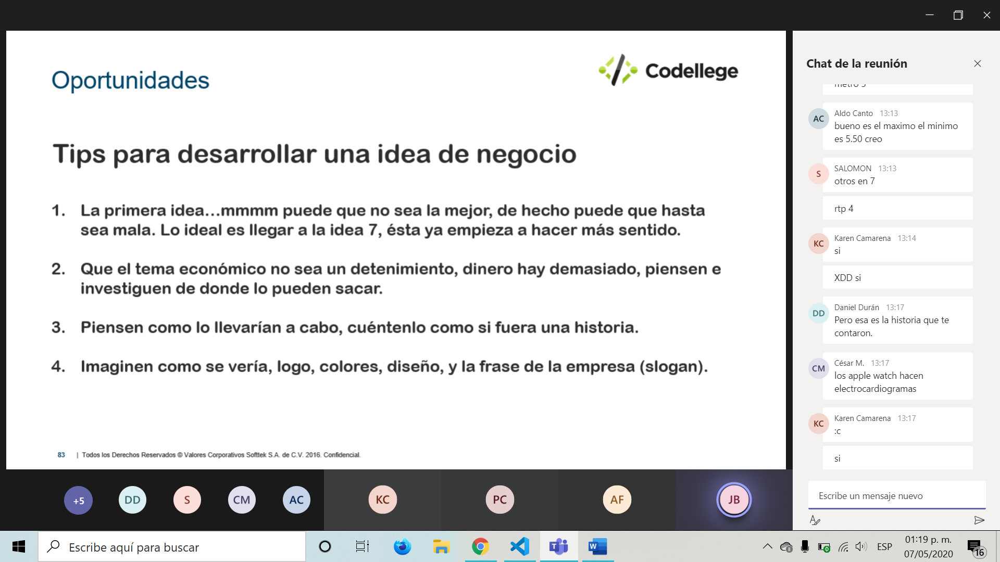 Oportunidades
Codellege
Tips para desarrollar una idea de negocio
1. La primera idea...mmmm puede que no sea la mejor, de hecho puede que hasta
sea mala. Lo ideal es llegar a la idea 7, ésta ya empieza a hacer más sentido.
2. Que el tema económico no sea un detenimiento, dinero hay demasiado, piensen e
investiguen de donde lo pueden sacar.
3. Piensen como lo llevarían a cabo, cuéntenlo como si fuera una historia.
4. Imaginen como se vería, logo, colores, diseño, y la frase de la empresa (slogan).
83 | Todos los Derechos Reservados © Valores Corporativos Softtek S.A. de C.V. 2016. Confidencial.
+5 DD S CM AC KC PC AF JB
Chat de la reunión
metro 5
AC Aldo Canto 13:13
bueno es el maximo el minimo
es 5.50 creo
S SALOMON 13:13
otros en 7
rtp 4
KC Karen Camarena 13:14
si
XDD si
DD Daniel Durán 13:17
Pero esa es la historia que te
contaron.
CM César M. 13:17
los apple watch hacen
electrocardiogramas
KC Karen Camarena 13:17
:c
si
Escribe un mensaje nuevo
Escribe aquí para buscar
ESP
01:19 p. m.
07/05/2020
16